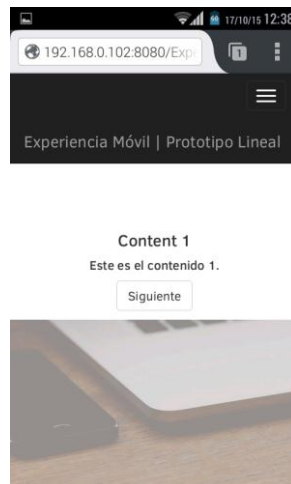 17/10/15 12:38
192.168.0.102:8080/Exp
1
Experiencia Móvil | Prototipo Lineal
Content 1
Este es el contenido 1.
Siguiente